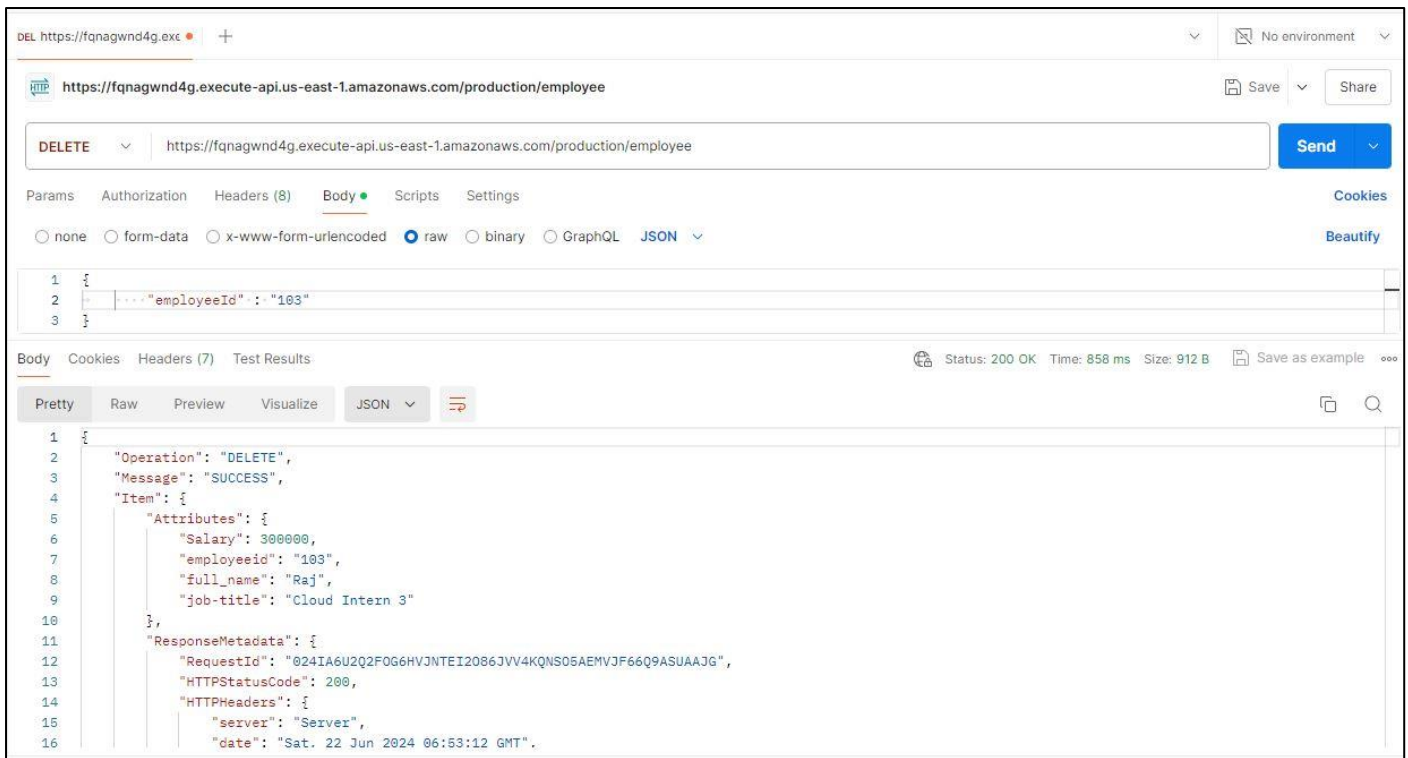 DEL https://fqnagwnd4g.exe
No environment
HTTP https://fqnagwnd4g.execute-api.us-east-1.amazonaws.com/production/employee
Save Share
DELETE https://fqnagwnd4g.execute-api.us-east-1.amazonaws.com/production/employee Send
Params Authorization Headers (8) Body Scripts Settings Cookies
none form-data x-www-form-urlencoded raw binary GraphQL JSON Beautify
1 {
2 "employeeId" : "103"
3 }
Body Cookies Headers (7) Test Results Status: 200 OK Time: 858 ms Size: 912 B Save as example
Pretty Raw Preview Visualize JSON
1 {
2 "Operation": "DELETE",
3 "Message": "SUCCESS",
4 "Item": {
5 "Attributes": {
6 "Salary": 300000,
7 "employeeid": "103",
8 "full_name": "Raj",
9 "job-title": "Cloud Intern 3"
10 },
11 "ResponseMetadata": {
12 "RequestId": "024IA6U2Q2FOG6HVJNTEI2O86JVV4KQNSO5AEMVJF66Q9ASUAAJG",
13 "HTTPStatusCode": 200,
14 "HTTPHeaders": {
15 "server": "Server",
16 "date": "Sat, 22 Jun 2024 06:53:12 GMT",